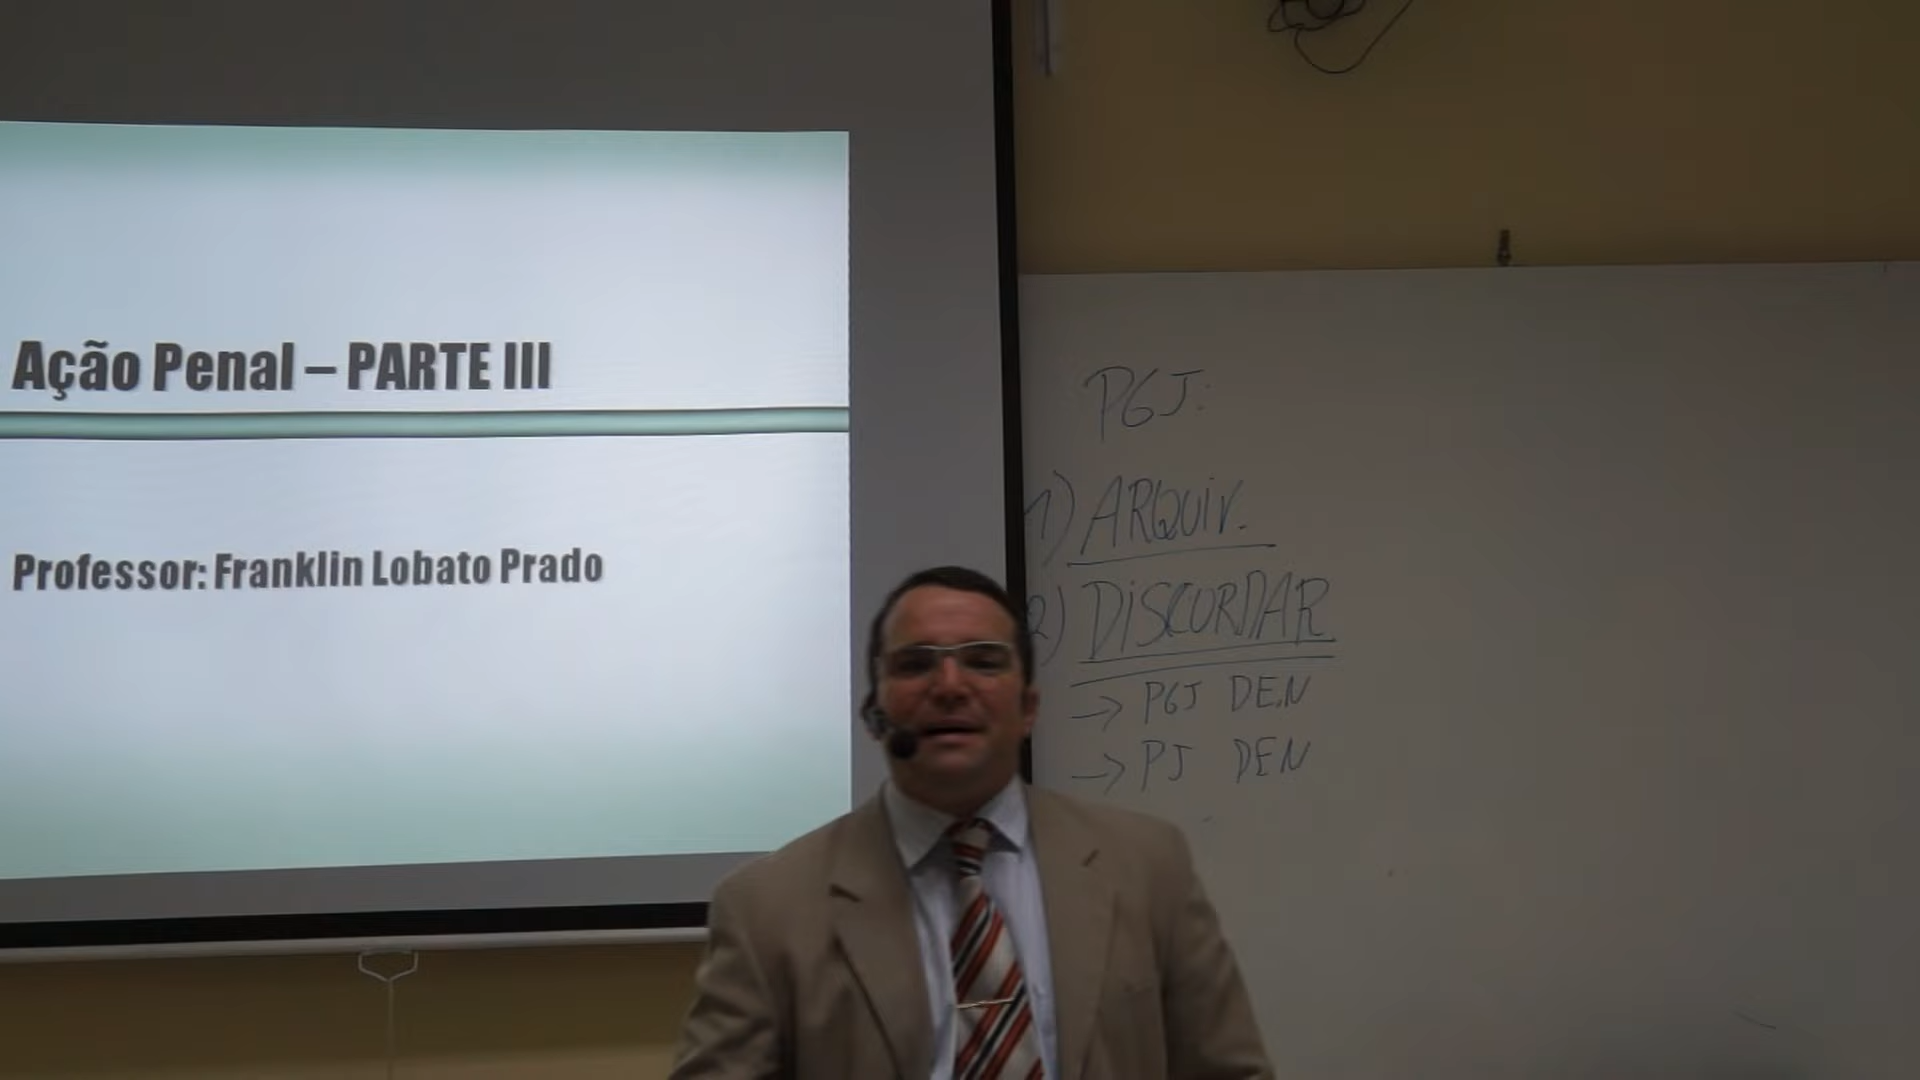 Ação Penal – PARTE III
Professor: Franklin Lobato Prado
PGJ:
1) ARQUIV.
2) DISCORDAR
→ PGJ DEN
→ PJ DEN